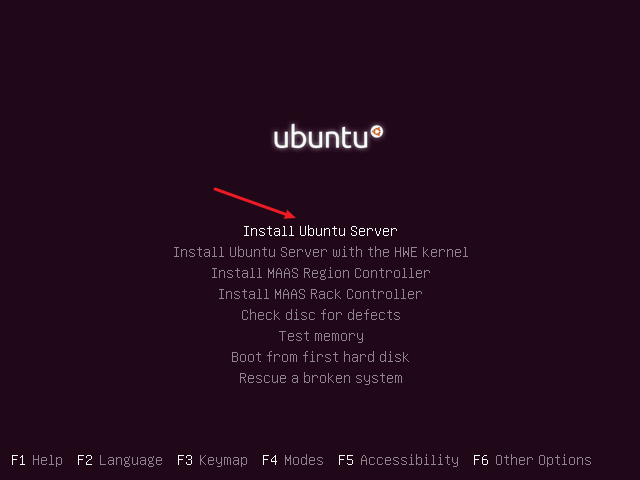 ubuntu
Install Ubuntu Server
Install Ubuntu Server with the HWE kernel
Install MAAS Region Controller
Install MAAS Rack Controller
Check disc for defects
Test memory
Boot from first hard disk
Rescue a broken system
F1 Help F2 Language F3 Keymap F4 Modes F5 Accessibility F6 Other Options